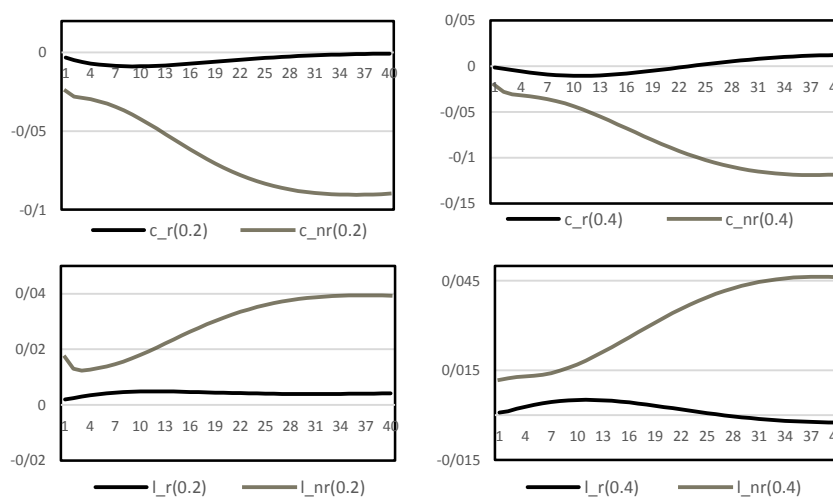 0
1 4 7 10 13 16 19 22 25 28 31 34 37 40
-0/05
-0/1
c_r(0.2) c_nr(0.2)
0/05
0
1 4 7 10 13 16 19 22 25 28 31 34 37 4
-0/05
-0/1
-0/15
c_r(0.4) c_nr(0.4)
0/04
0/02
0
1 4 7 10 13 16 19 22 25 28 31 34 37 40
-0/02
l_r(0.2) l_nr(0.2)
0/045
0/015
1 4 7 10 13 16 19 22 25 28 31 34 37 4
-0/015
l_r(0.4) l_nr(0.4)